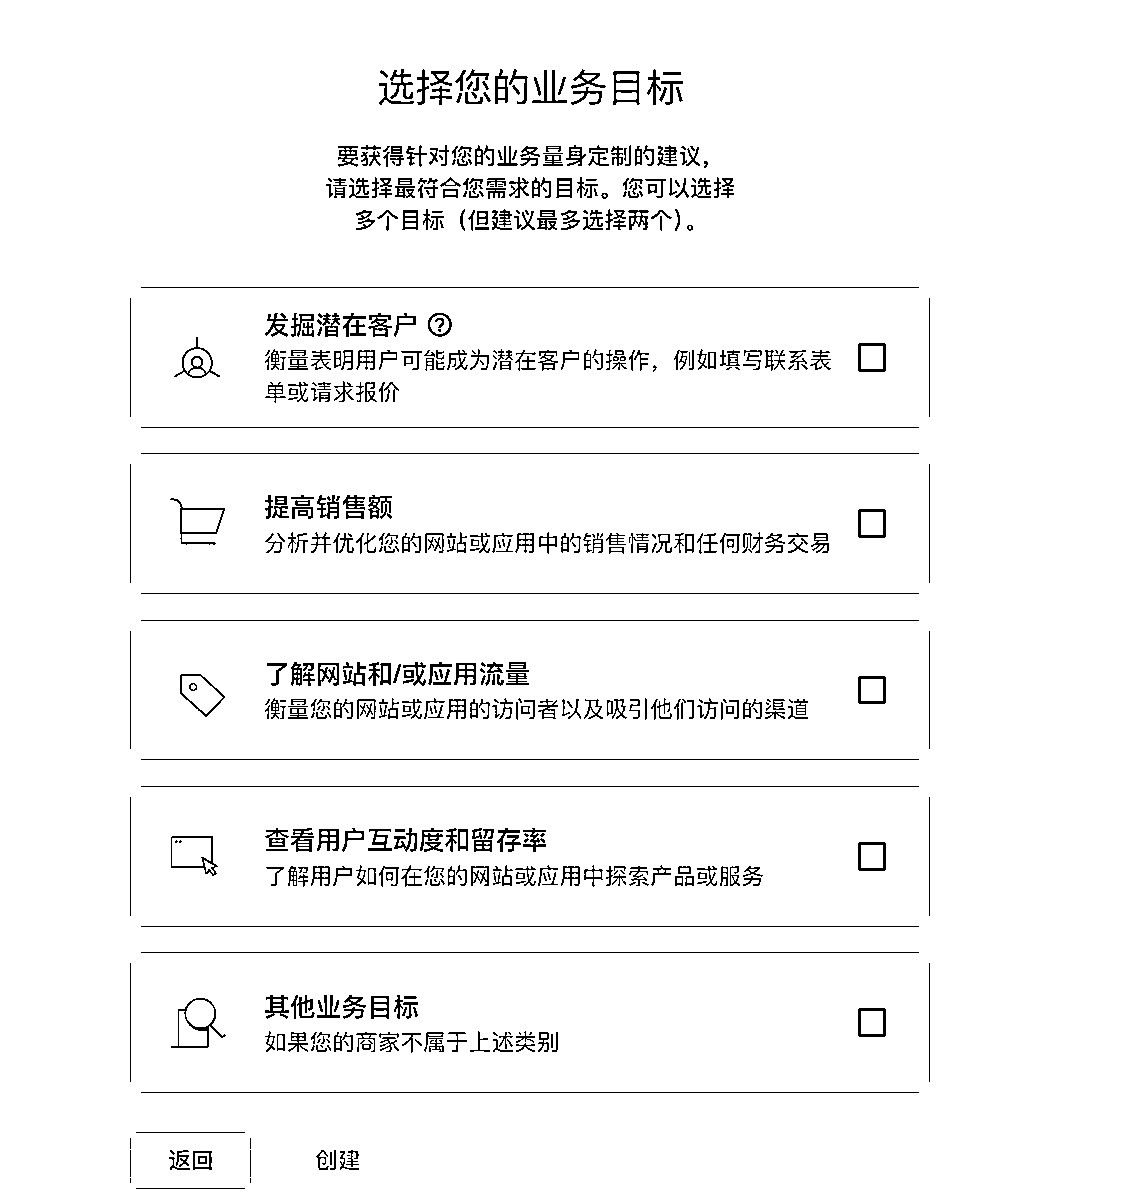 选择您的业务目标
要获得针对您的业务量身定制的建议，
请选择最符合您需求的目标。您可以选择
多个目标（但建议最多选择两个）。
发掘潜在客户
衡量表明用户可能成为潜在客户的操作，例如填写联系表
单或请求报价
提高销售额
分析并优化您的网站或应用中的销售情况和任何财务交易
了解网站和/或应用流量
衡量您的网站或应用的访问者以及吸引他们访问的渠道
查看用户互动度和留存率
了解用户如何在您的网站或应用中探索产品或服务
其他业务目标
如果您的商家不属于上述类别
返回
创建